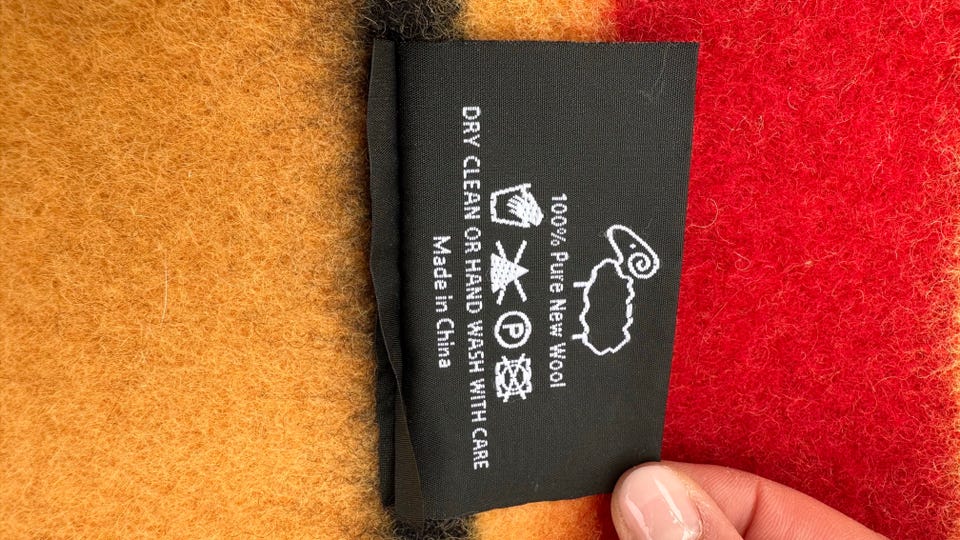 100% Pure New Wool
P
DRY CLEAN OR HAND WASH WITH CARE
Made in China